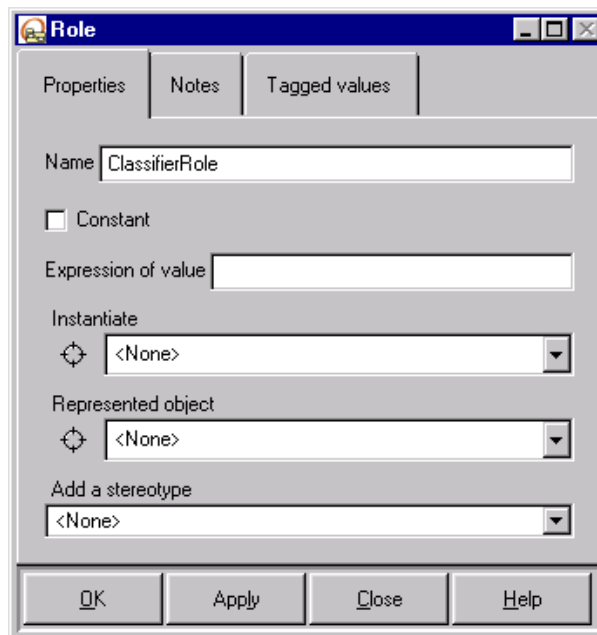 Role
Properties Notes Tagged values
Name ClassifierRole
Constant
Expression of value
Instantiate
<None>
Represented object
<None>
Add a stereotype
<None>
OK Apply Close Help